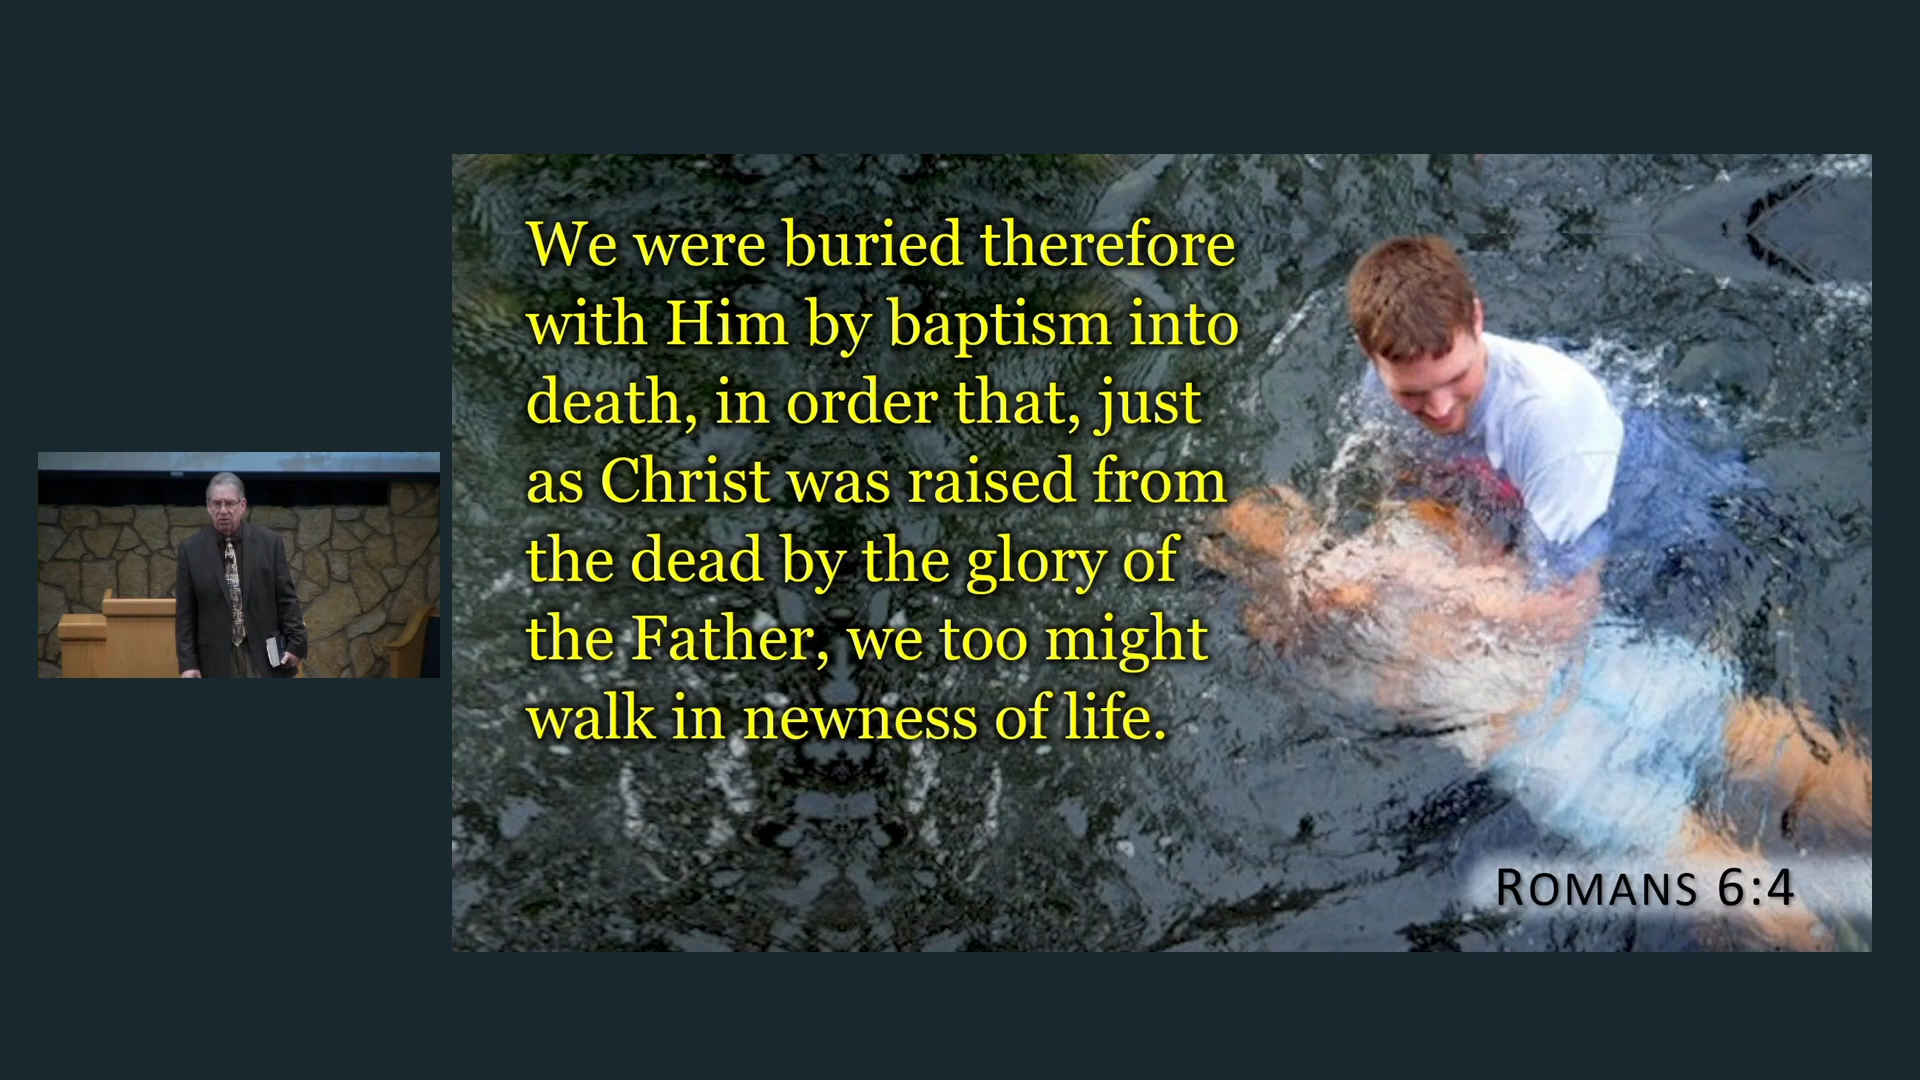 We were buried therefore
with Him by baptism into
death, in order that, just
as Christ was raised from
the dead by the glory of
the Father, we too might
walk in newness of life.
ROMANS 6:4